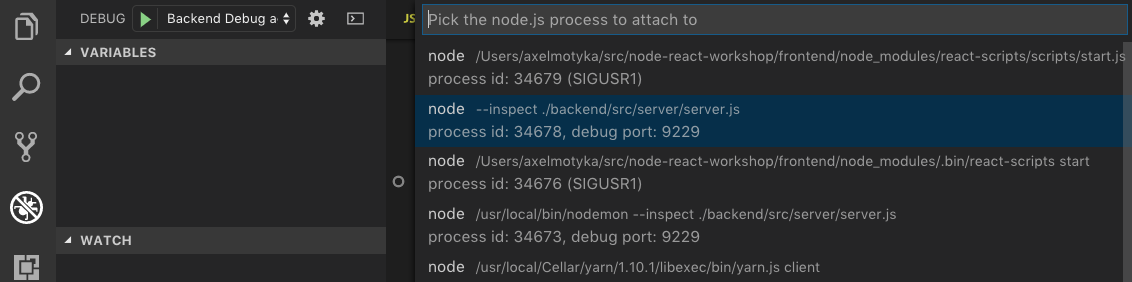 DEBUG Backend Debug a
JS
Pick the node.js process to attach to
VARIABLES
node /Users/axelmotyka/src/node-react-workshop/frontend/node_modules/react-scripts/scripts/start.js
process id: 34679 (SIGUSR1)
node --inspect ./backend/src/server/server.js
process id: 34678, debug port: 9229
node /Users/axelmotyka/src/node-react-workshop/frontend/node_modules/.bin/react-scripts start
process id: 34676 (SIGUSR1)
node /usr/local/bin/nodemon --inspect ./backend/src/server/server.js
process id: 34673, debug port: 9229
WATCH
node /usr/local/Cellar/yarn/1.10.1/libexec/bin/yarn.js client